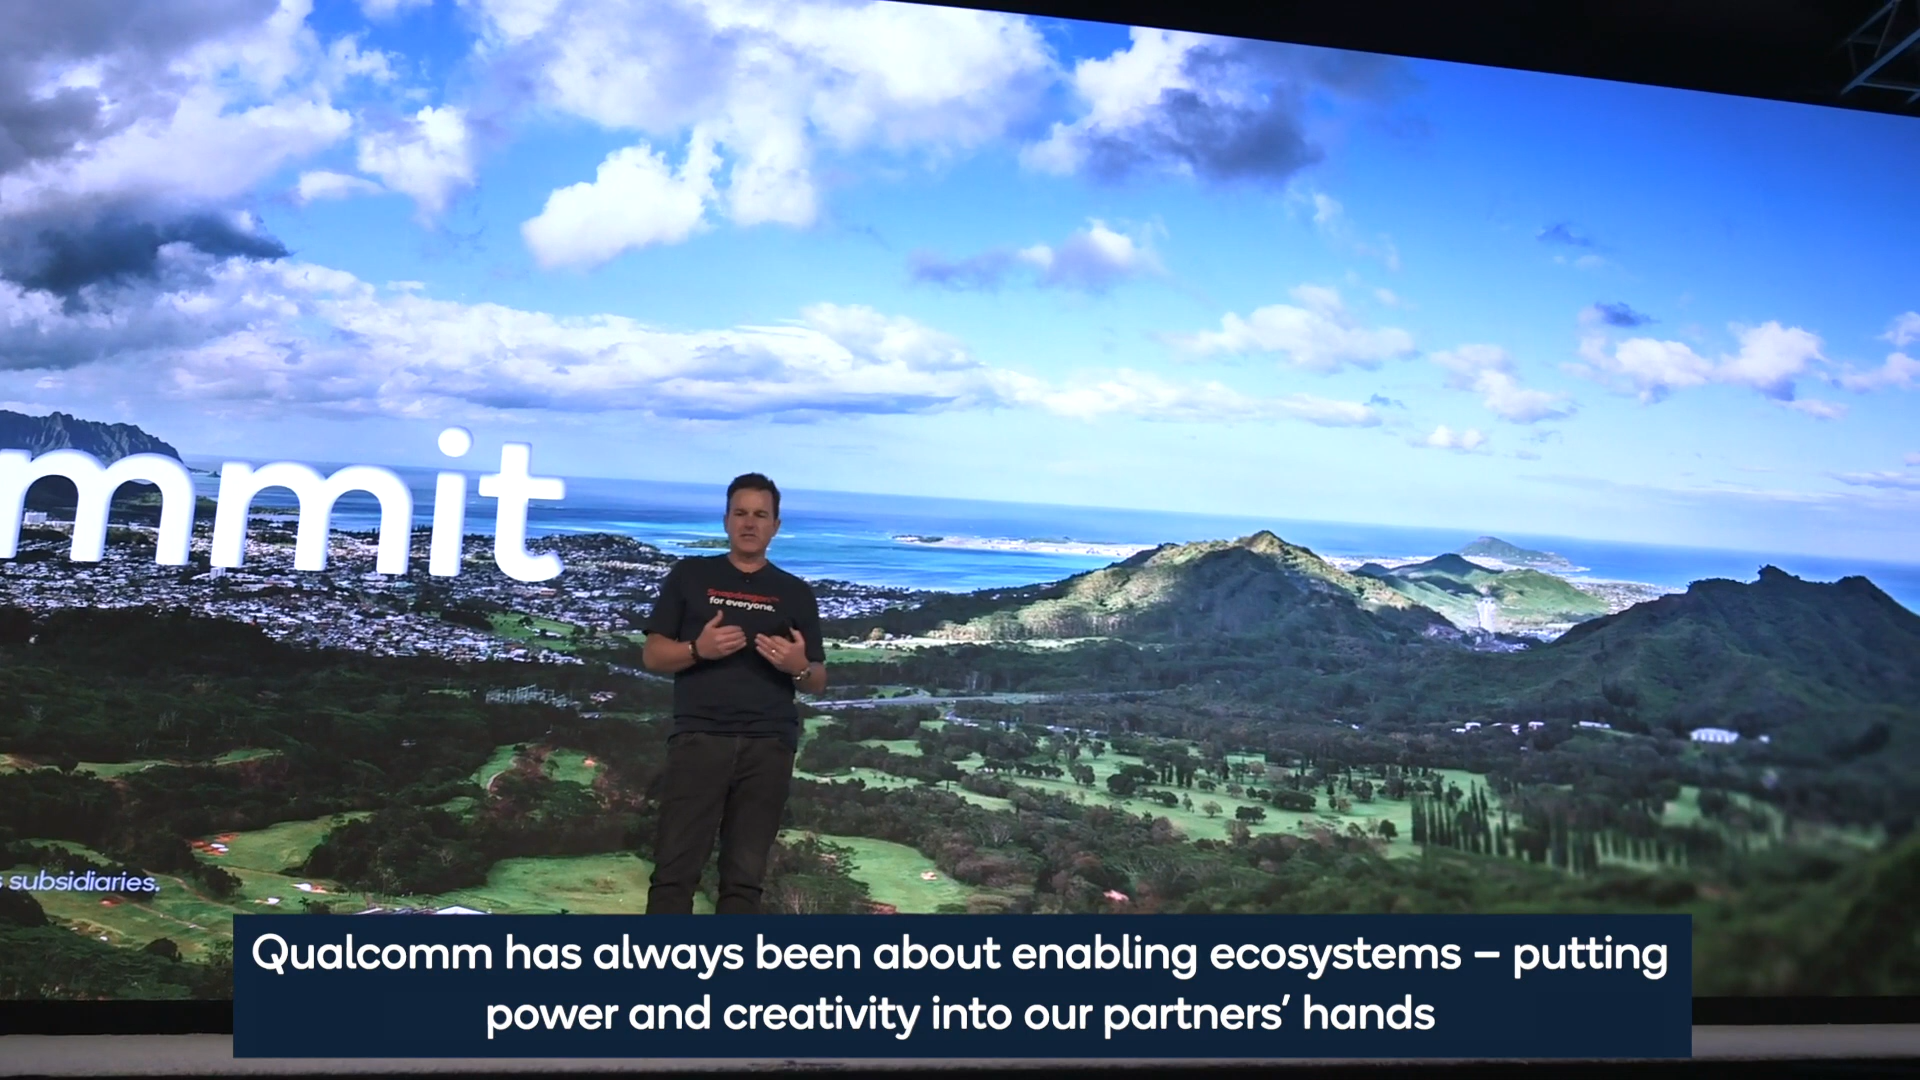 mmit
Snapdragon™
for everyone.
s subsidiaries.
Qualcomm has always been about enabling ecosystems – putting
power and creativity into our partners’ hands